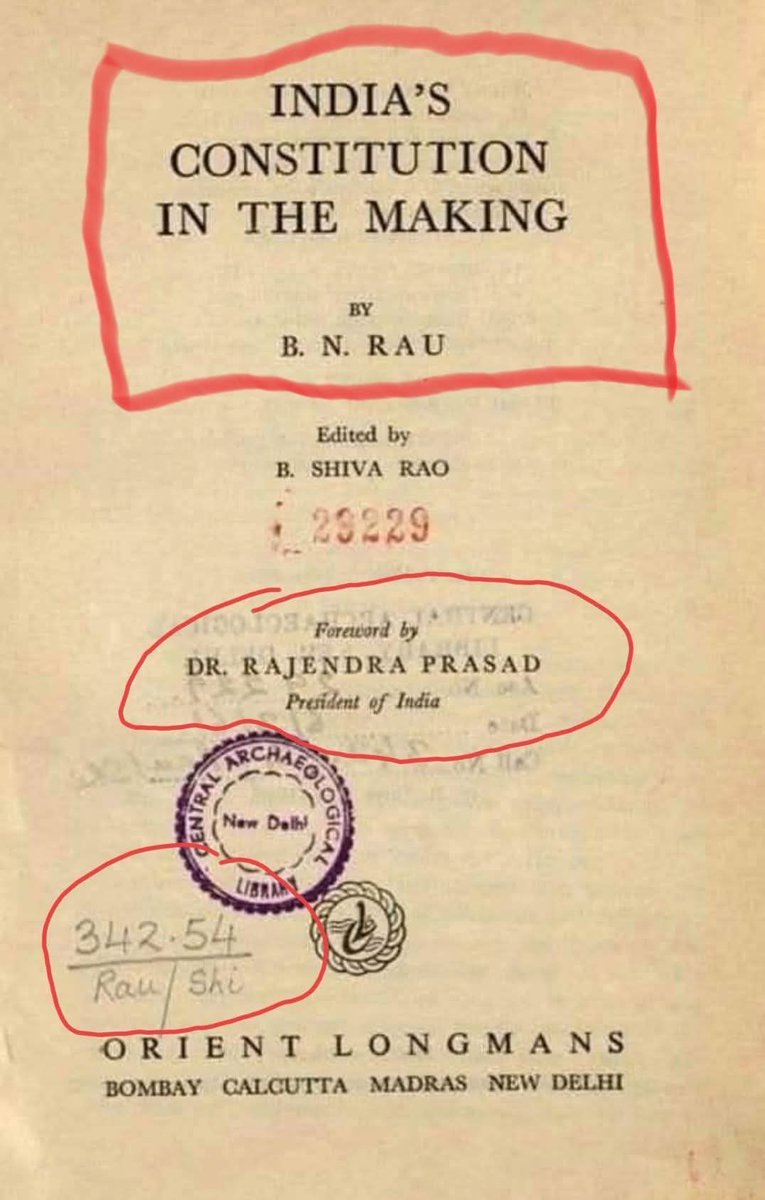 INDIA'S
CONSTITUTION
IN THE MAKING
BY
B. N. RAU
Edited by
B. SHIVA RAO
29229
Foreword by
DR. RAJENDRA PRASAD
President of India
CENTRAL ARCHAEOLOGICAL
New Delhi
LIBRARY
342.54
Rau/Shi
ORIENT LONGMANS
BOMBAY CALCUTTA MADRAS NEW DELHI